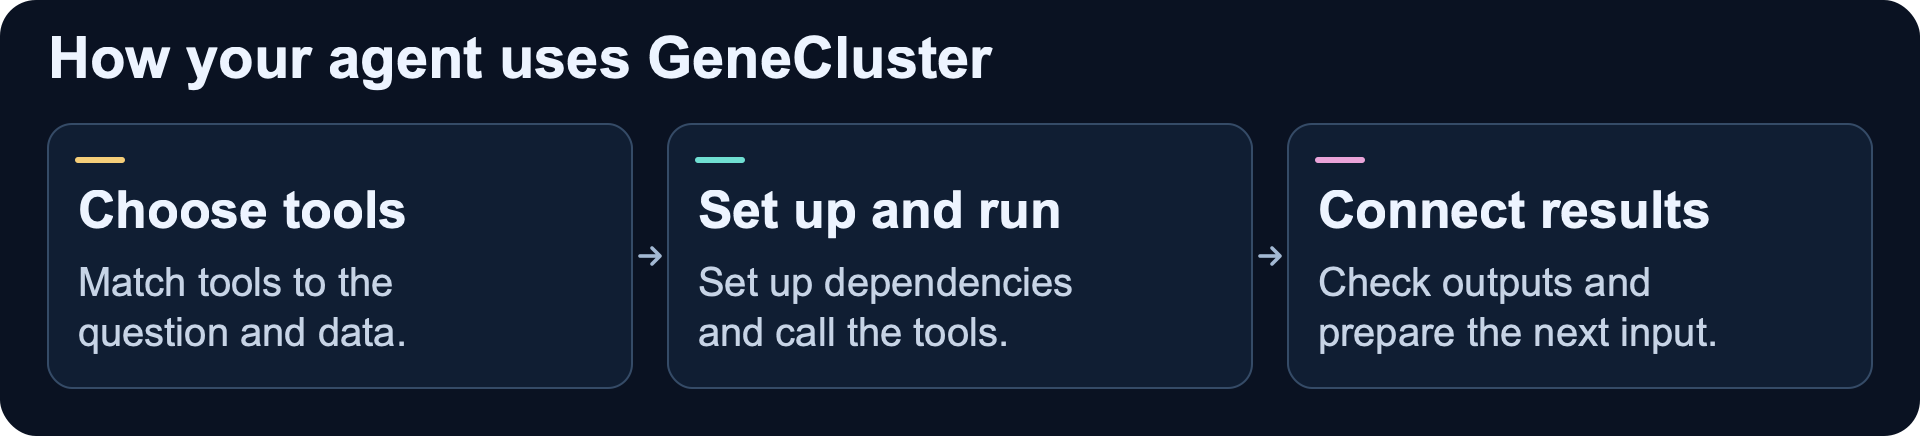 How your agent uses GeneCluster
Choose tools
Match tools to the
question and data.
Set up and run
Set up dependencies
and call the tools.
Connect results
Check outputs and
prepare the next input.